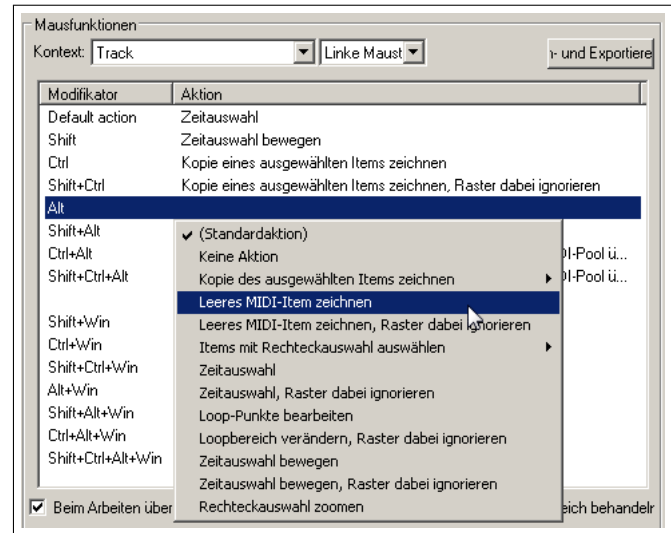 Mausfunktionen
Kontext: Track Linke Maust - und Exportiere
Modifikator Aktion
Default action Zeitauswahl
Shift Zeitauswahl bewegen
Ctrl Kopie eines ausgewählten Items zeichnen
Shift+Ctrl Kopie eines ausgewählten Items zeichnen, Raster dabei ignorieren
Alt
Shift+Alt
Ctrl+Alt DI-Pool ü...
Shift+Ctrl+Alt DI-Pool ü...
Shift+Win
Ctrl+Win
Shift+Ctrl+Win
Alt+Win
Shift+Alt+Win
Ctrl+Alt+Win
Shift+Ctrl+Alt+Win
(Standardaktion)
Keine Aktion
Kopie des ausgewählten Items zeichnen
Leeres MIDI-Item zeichnen
Leeres MIDI-Item zeichnen, Raster dabei ignorieren
Items mit Rechteckauswahl auswählen
Zeitauswahl
Zeitauswahl, Raster dabei ignorieren
Loop-Punkte bearbeiten
Loopbereich verändern, Raster dabei ignorieren
Zeitauswahl bewegen
Zeitauswahl bewegen, Raster dabei ignorieren
Rechteckauswahl zoomen
Beim Arbeiten über eich behandelr